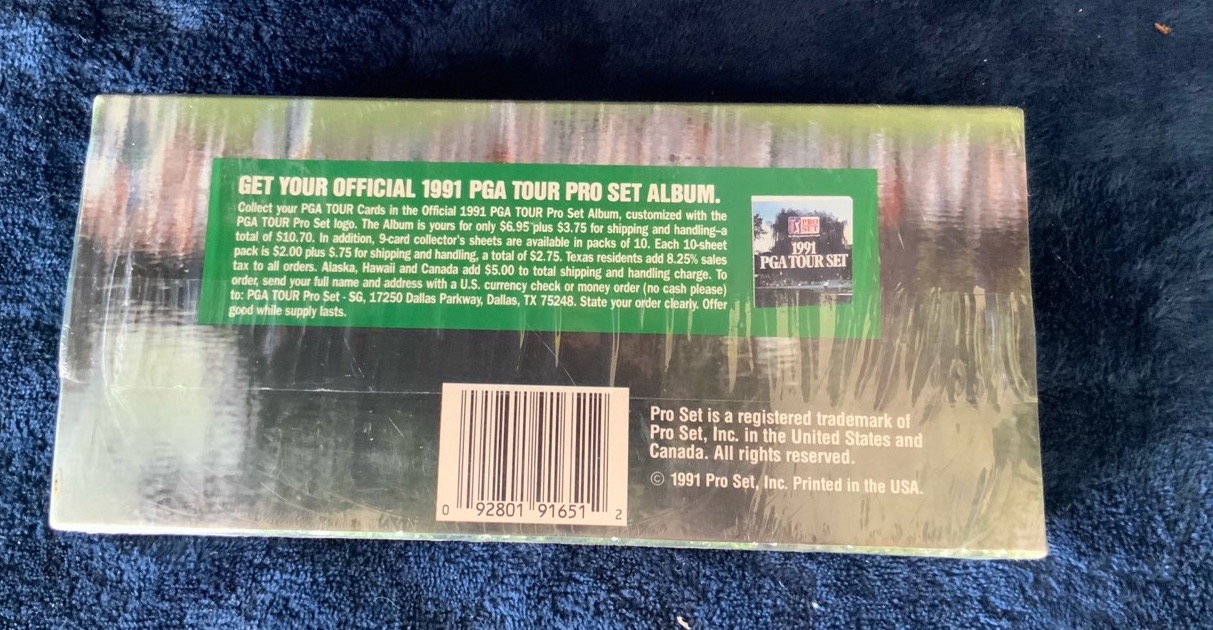 GET YOUR OFFICIAL 1991 PGA TOUR PRO SET ALBUM.
Collect your PGA TOUR Cards in the Official 1991 PGA TOUR Pro Set Album, customized with the
PGA TOUR Pro Set logo. The Album is yours for only $6.95 plus $3.75 for shipping and handling–a
total of $10.70. In addition, 9-card collector's sheets are available in packs of 10. Each 10-sheet
pack is $2.00 plus $.75 for shipping and handling, a total of $2.75. Texas residents add 8.25% sales
tax to all orders. Alaska, Hawaii and Canada add $5.00 to total shipping and handling charge. To
order, send your full name and address with a U.S. currency check or money order (no cash please)
to: PGA TOUR Pro Set - SG, 17250 Dallas Parkway, Dallas, TX 75248. State your order clearly. Offer
good while supply lasts.
PRO
SET
1991
PGA TOUR SET
0 92801 91651 2
Pro Set is a registered trademark of
Pro Set, Inc. in the United States and
Canada. All rights reserved.
© 1991 Pro Set, Inc. Printed in the USA.